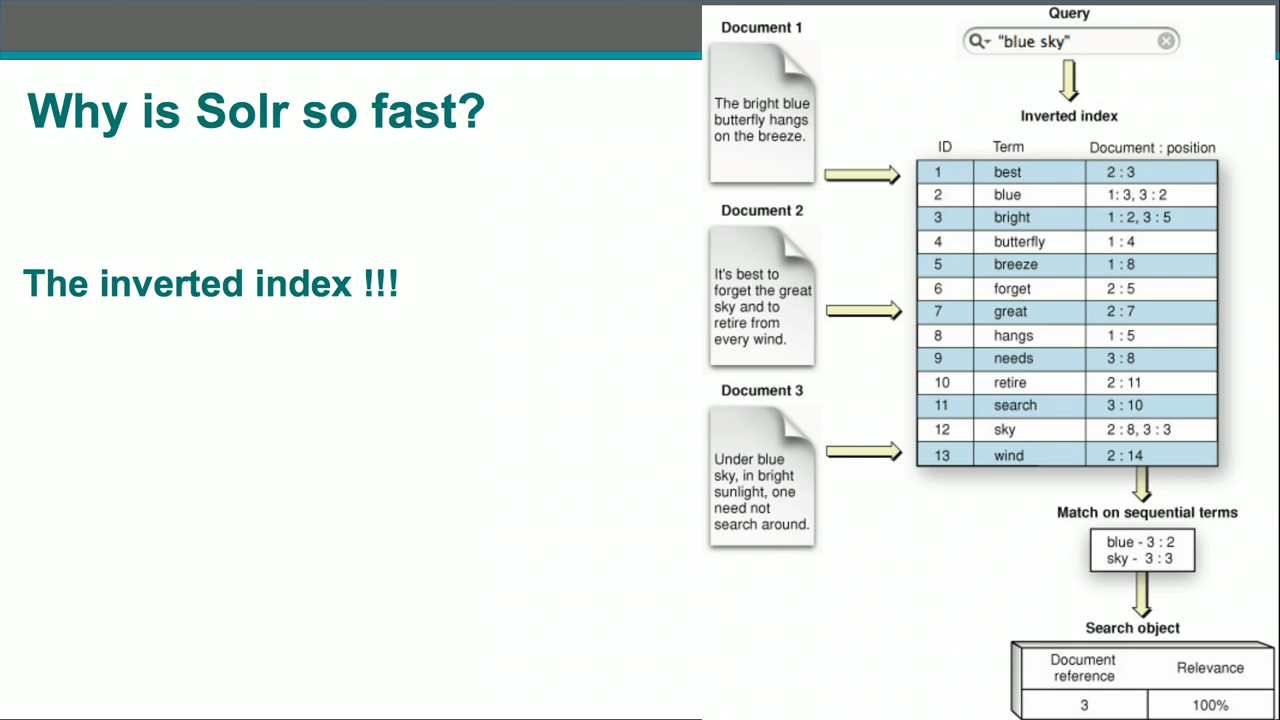 Why is Solr so fast?
The inverted index !!!
Document 1
The bright blue
butterfly hangs
on the breeze.
Document 2
It's best to
forget the great
sky and to
retire from
every wind.
Document 3
Under blue
sky, in bright
sunlight, one
need not
search around.
Query
"blue sky"
Inverted index
ID Term Document : position
1 best 2 : 3
2 blue 1: 3, 3 : 2
3 bright 1 : 2, 3 : 5
4 butterfly 1 : 4
5 breeze 1 : 8
6 forget 2 : 5
7 great 2 : 7
8 hangs 1 : 5
9 needs 3 : 8
10 retire 2 : 11
11 search 3 : 10
12 sky 2 : 8, 3 : 3
13 wind 2 : 14
Match on sequential terms
blue - 3 : 2
sky - 3 : 3
Search object
Document
reference
Relevance
3 100%